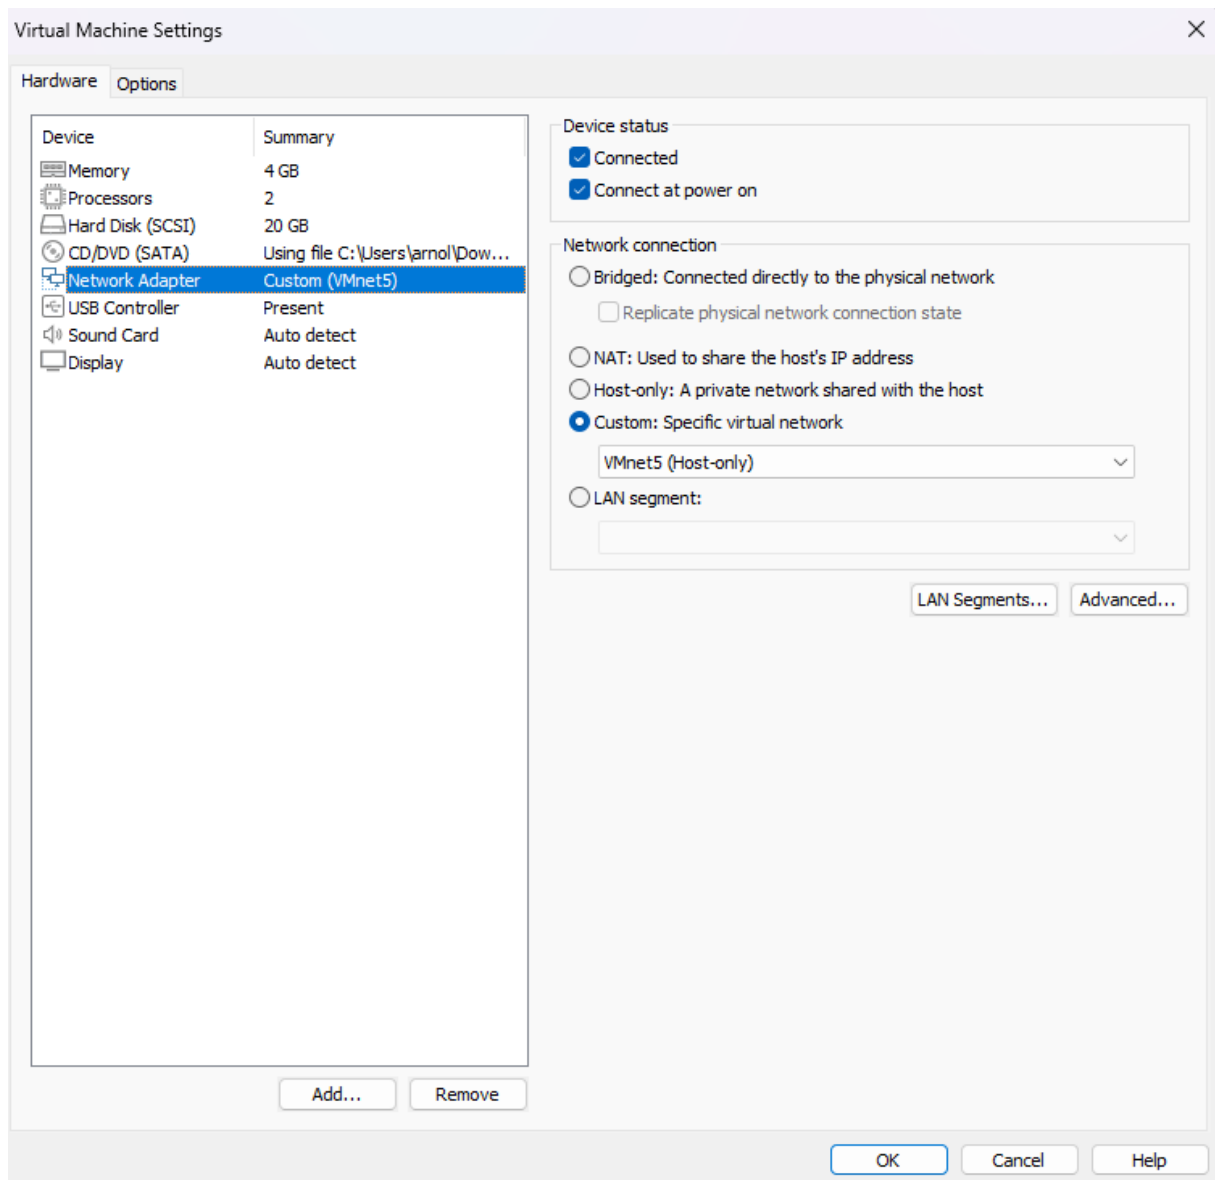 Virtual Machine Settings
Hardware
Options
Device Summary
Memory 4 GB
Processors 2
Hard Disk (SCSI) 20 GB
CD/DVD (SATA) Using file C:\Users\arnol\Dow...
Network Adapter Custom (VMnet5)
USB Controller Present
Sound Card Auto detect
Display Auto detect
Add...
Remove
Device status
Connected
Connect at power on
Network connection
Bridged: Connected directly to the physical network
Replicate physical network connection state
NAT: Used to share the host's IP address
Host-only: A private network shared with the host
Custom: Specific virtual network
VMnet5 (Host-only)
LAN segment:
LAN Segments...
Advanced...
OK
Cancel
Help